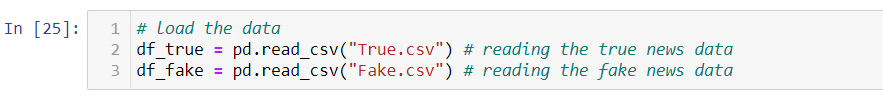 In [25]:
1 # load the data
2 df_true = pd.read_csv("True.csv") # reading the true news data
3 df_fake = pd.read_csv("Fake.csv") # reading the fake news data